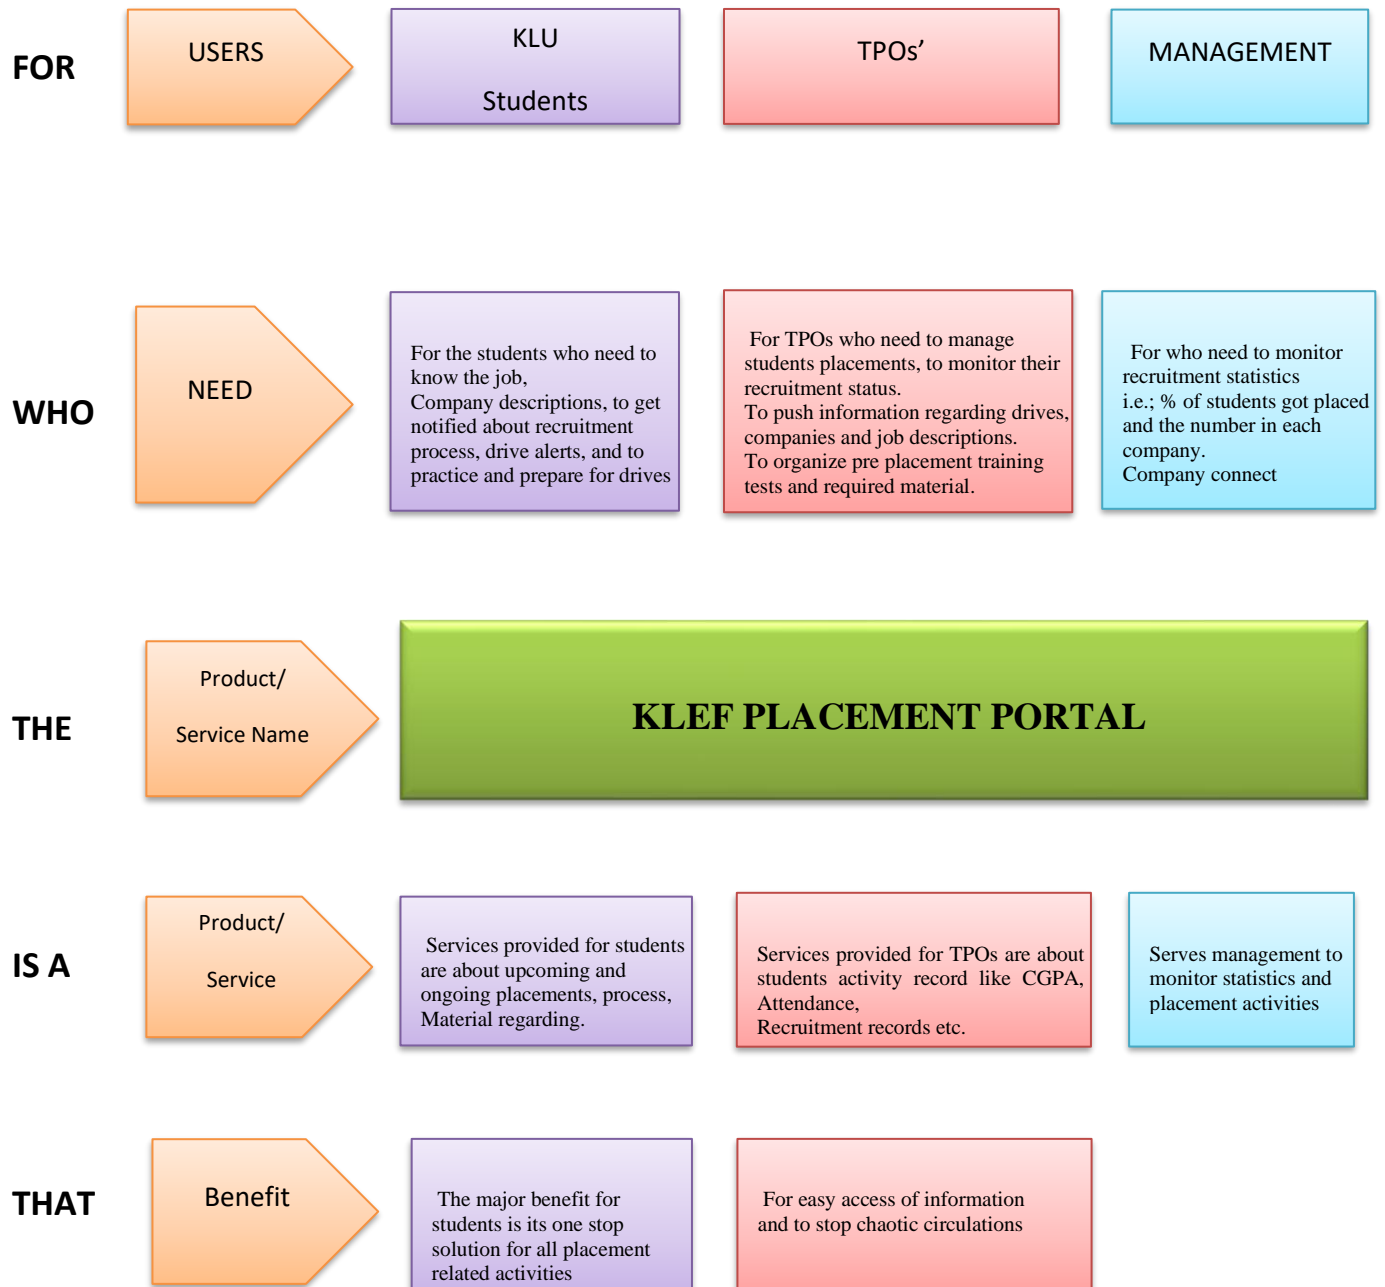 FOR
USERS
KLU
Students
TPOs’
MANAGEMENT
WHO
NEED
For the students who need to
know the job,
Company descriptions, to get
notified about recruitment
process, drive alerts, and to
practice and prepare for drives
For TPOs who need to manage
students placements, to monitor their
recruitment status.
To push information regarding drives,
companies and job descriptions.
To organize pre placement training
tests and required material.
For who need to monitor
recruitment statistics
i.e.; % of students got placed
and the number in each
company.
Company connect
THE
Product/
Service Name
KLEF PLACEMENT PORTAL
IS A
Product/
Service
Services provided for students
are about upcoming and
ongoing placements, process,
Material regarding.
Services provided for TPOs are about
students activity record like CGPA,
Attendance,
Recruitment records etc.
Serves management to
monitor statistics and
placement activities
THAT
Benefit
The major benefit for
students is its one stop
solution for all placement
related activities
For easy access of information
and to stop chaotic circulations